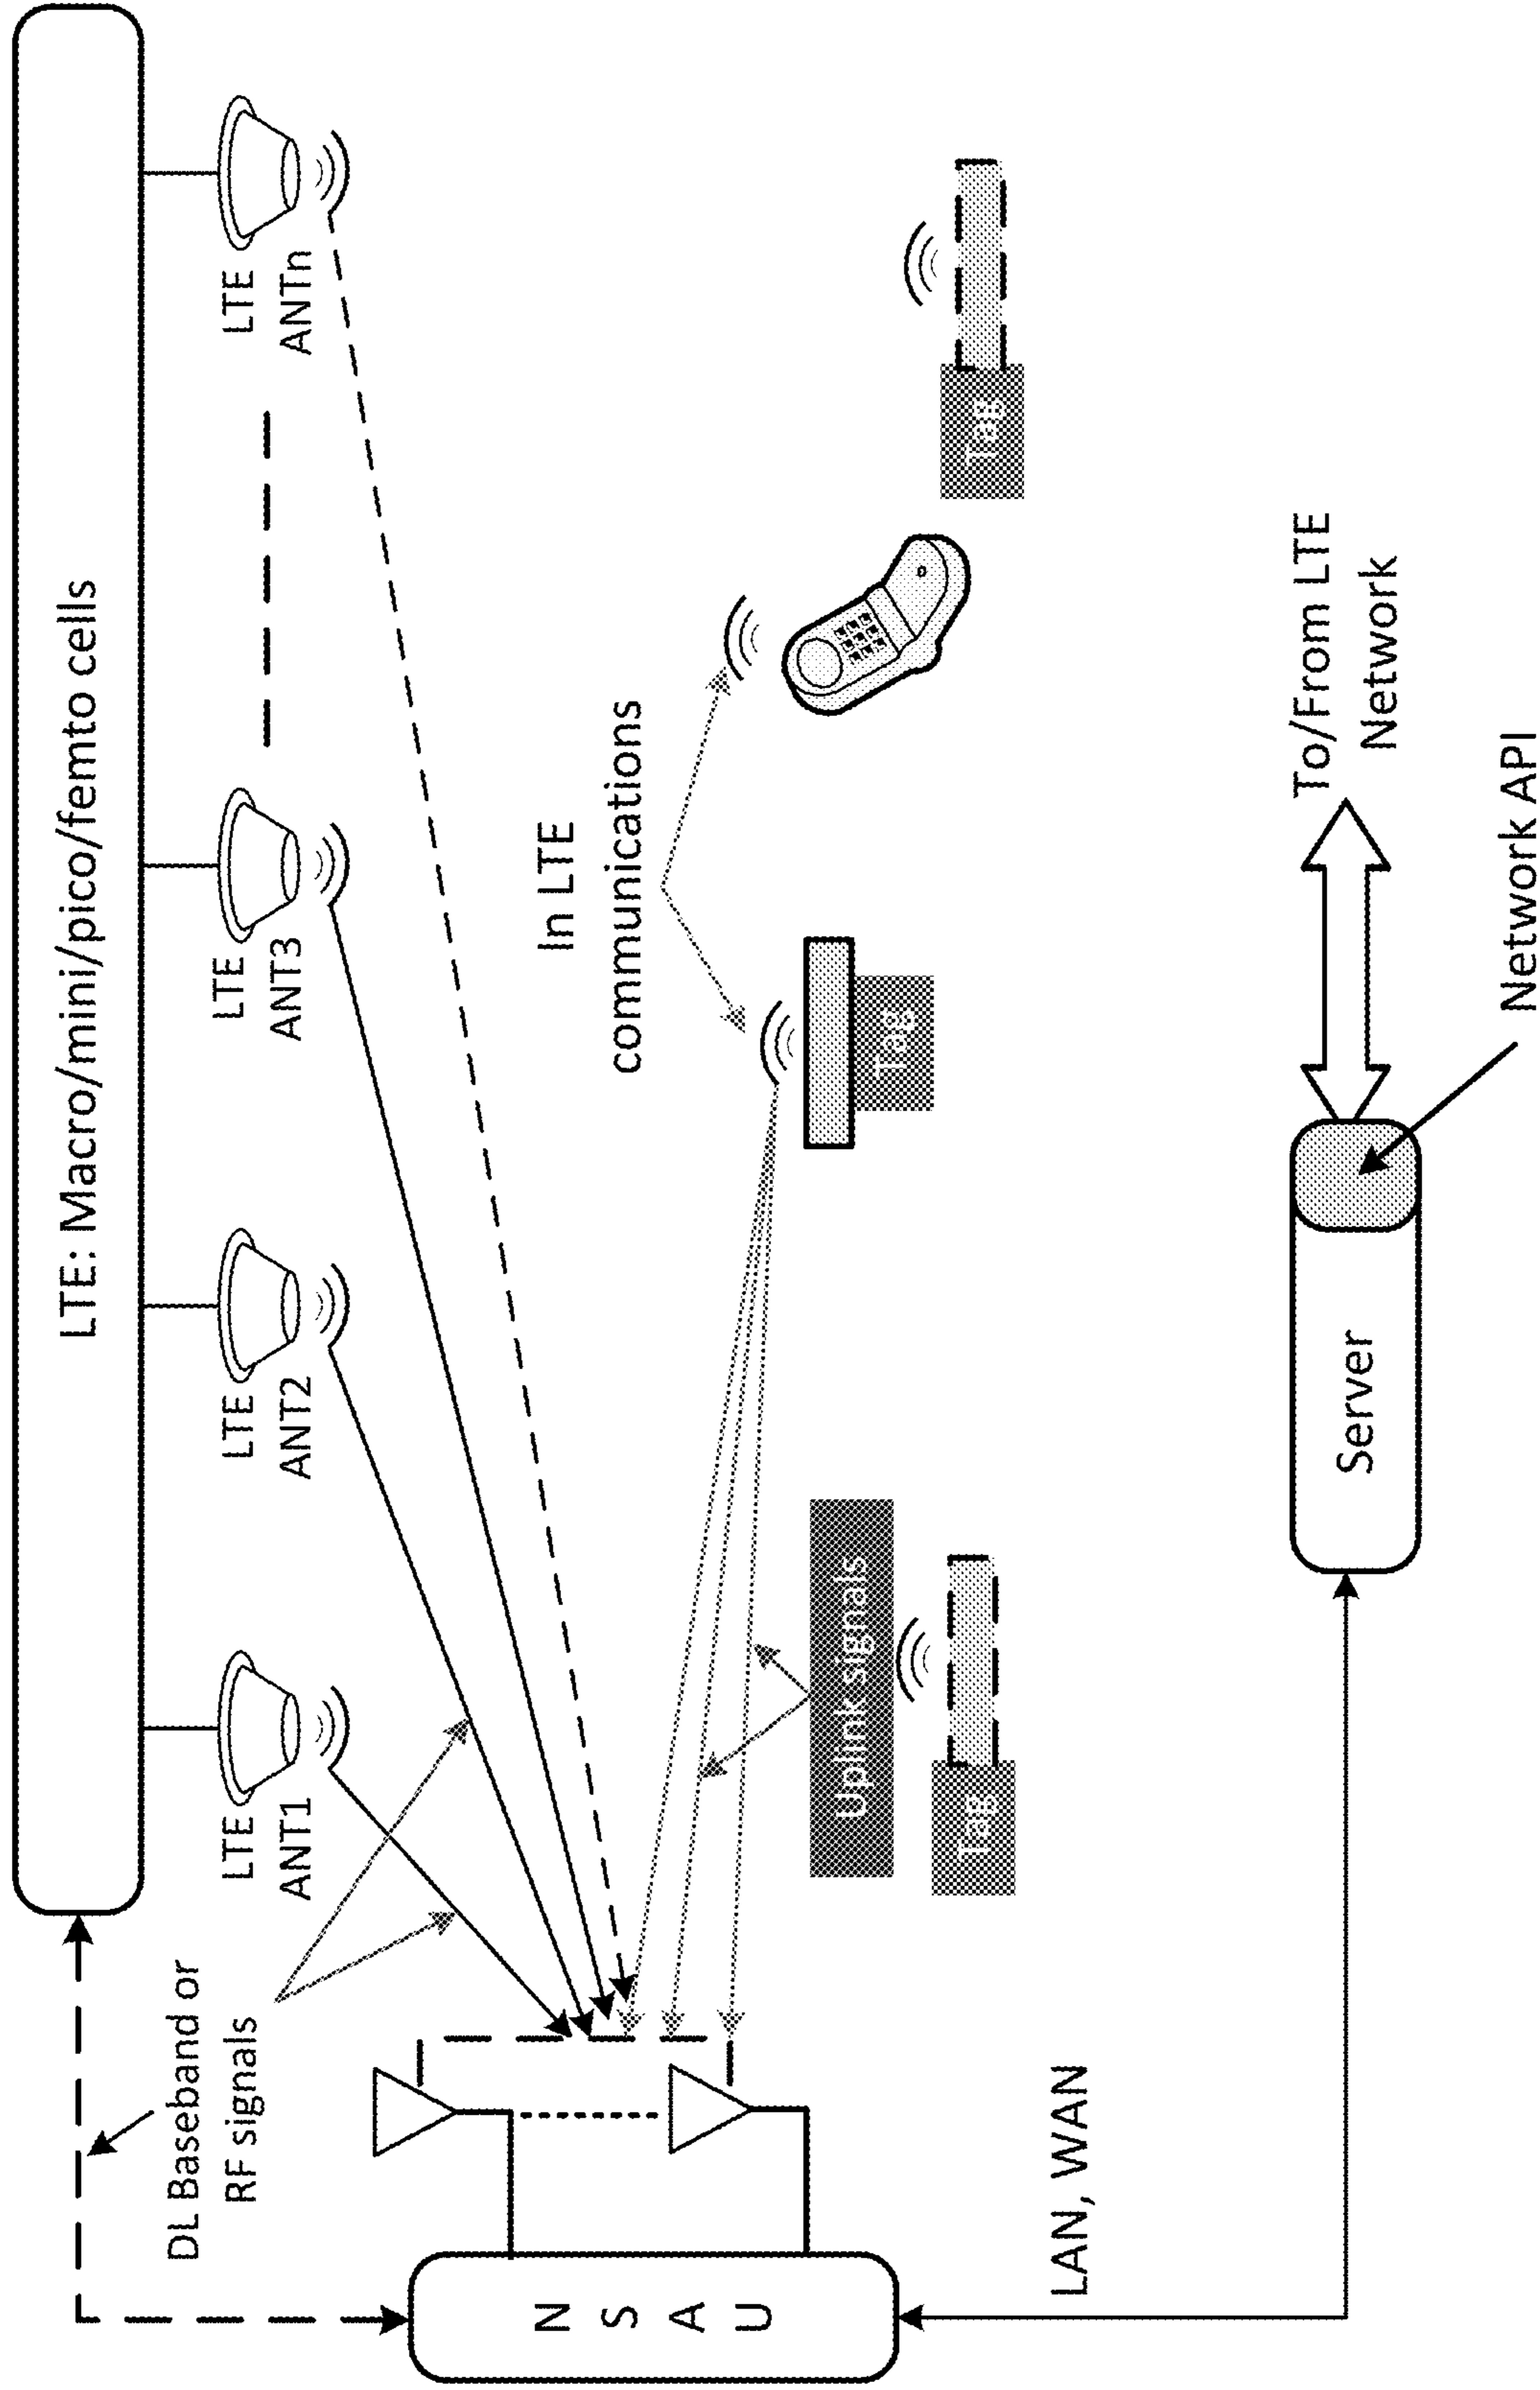 LTE: Macro/mini/pico/femto cells
DL Baseband or
RF signals
LTE
ANT1
LTE
ANT2
LTE
ANT3
LTE
ANTn
In LTE
communications
N
S
A
U
Uplink signals
Tag
Tag
Tag
LAN, WAN
Server
To/From LTE
Network
Network API